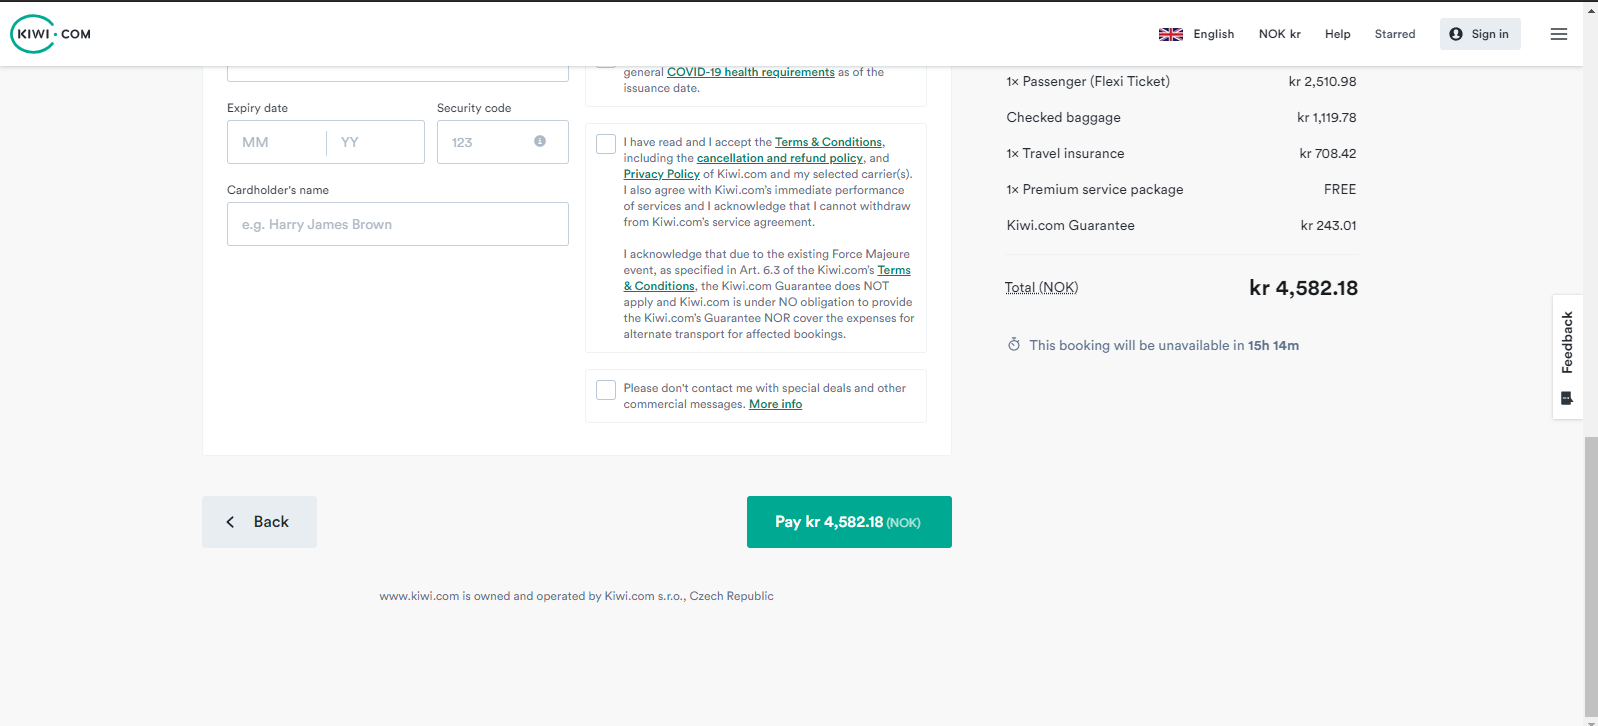 KIWI.COM
English
NOK kr
Help
Starred
Sign in
general COVID-19 health requirements as of the
issuance date.
Expiry date
Security code
MM
YY
123
Cardholder's name
e.g. Harry James Brown
I have read and I accept the Terms & Conditions,
including the cancellation and refund policy, and
Privacy Policy of Kiwi.com and my selected carrier(s).
I also agree with Kiwi.com's immediate performance
of services and I acknowledge that I cannot withdraw
from Kiwi.com's service agreement.
I acknowledge that due to the existing Force Majeure
event, as specified in Art. 6.3 of the Kiwi.com's Terms
& Conditions, the Kiwi.com Guarantee does NOT
apply and Kiwi.com is under NO obligation to provide
the Kiwi.com's Guarantee NOR cover the expenses for
alternate transport for affected bookings.
Please don't contact me with special deals and other
commercial messages. More info
1× Passenger (Flexi Ticket) kr 2,510.98
Checked baggage kr 1,119.78
1× Travel insurance kr 708.42
1× Premium service package FREE
Kiwi.com Guarantee kr 243.01
Total (NOK) kr 4,582.18
This booking will be unavailable in 15h 14m
Feedback
Back
Pay kr 4,582.18 (NOK)
www.kiwi.com is owned and operated by Kiwi.com s.r.o., Czech Republic